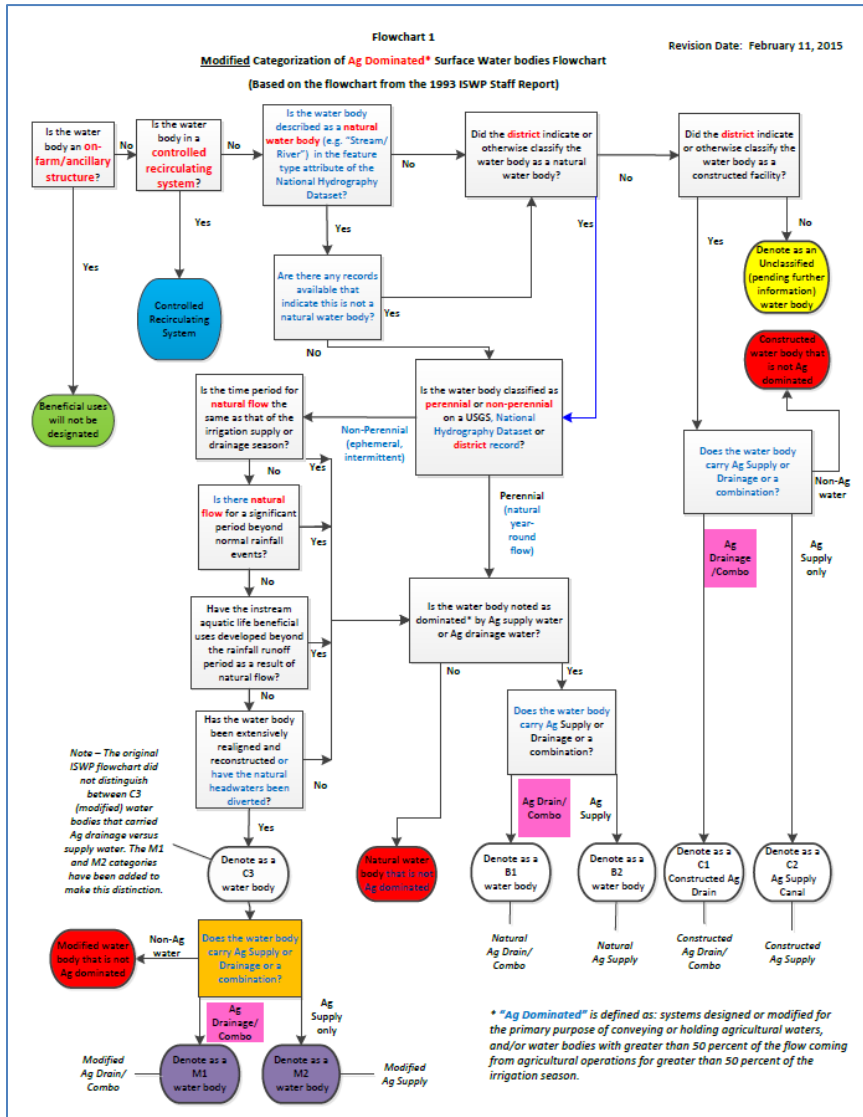 Flowchart 1
Revision Date: February 11, 2015
Modified Categorization of Ag Dominated* Surface Water bodies Flowchart
(Based on the flowchart from the 1993 ISWP Staff Report)
Is the water
body an on-
farm/ancillary
structure?
No
Is the water
body in a
controlled
recirculating
system?
No
Is the water body
described as a natural
water body (e.g. “Stream/
River”) in the feature
type attribute of the
National Hydrography
Dataset?
No
Did the district indicate or
otherwise classify the
water body as a natural
water body?
No
Did the district indicate
or otherwise classify the
water body as a
constructed facility?
Yes
Yes
Yes
Yes
Yes
No
Controlled
Recirculating
System
Are there any records
available that
indicate this is not a
natural water body?
Yes
No
Denote as an
Unclassified
(pending further
information)
water body
Beneficial uses
will not be
designated
Is the time period for
natural flow the
same as that of the
irrigation supply or
drainage season?
Non-Perennial
(ephemeral,
intermittent)
Is the water body classified as
perennial or non-perennial
on a USGS, National
Hydrography Dataset or
district record?
Constructed
water body that
is not Ag
dominated
No
Yes
Perennial
(natural
year-
round
flow)
Does the water body
carry Ag Supply or
Drainage or a
combination?
Non-Ag
water
Is there natural
flow for a significant
period beyond
normal rainfall
events?
Yes
No
Ag
Drainage
/Combo
Ag
Supply
only
Have the instream
aquatic life beneficial
uses developed beyond
the rainfall runoff
period as a result of
natural flow?
Yes
No
Is the water body noted as
dominated* by Ag supply water
or Ag drainage water?
No
Yes
Has the water body
been extensively
realigned and
reconstructed or
have the natural
headwaters been
diverted?
No
Yes
Does the water body
carry Ag Supply or
Drainage or a
combination?
Ag Drain/
Combo
Ag
Supply
Note – The original
ISWP flowchart did
not distinguish
between C3
(modified) water
bodies that carried
Ag drainage versus
supply water. The M1
and M2 categories
have been added to
make this distinction.
Denote as a
C3
water body
Natural water
body that is not
Ag dominated
Denote as a
B1
water body
Denote as a
B2
water body
Denote as a
C1
Constructed Ag
Drain
Denote as a
C2
Ag Supply
Canal
Natural
Ag Drain/
Combo
Natural
Ag Supply
Constructed
Ag Drain/
Combo
Constructed
Ag Supply
Modified water
body that is not
Ag dominated
Non-Ag
water
Does the water body
carry Ag Supply or
Drainage or a
combination?
Ag
Drainage/
Combo
Ag
Supply
only
Modified
Ag Drain/
Combo
Denote as a
M1
water body
Denote as a
M2
water body
Modified
Ag Supply
* “Ag Dominated” is defined as: systems designed or modified for
the primary purpose of conveying or holding agricultural waters,
and/or water bodies with greater than 50 percent of the flow coming
from agricultural operations for greater than 50 percent of the
irrigation season.